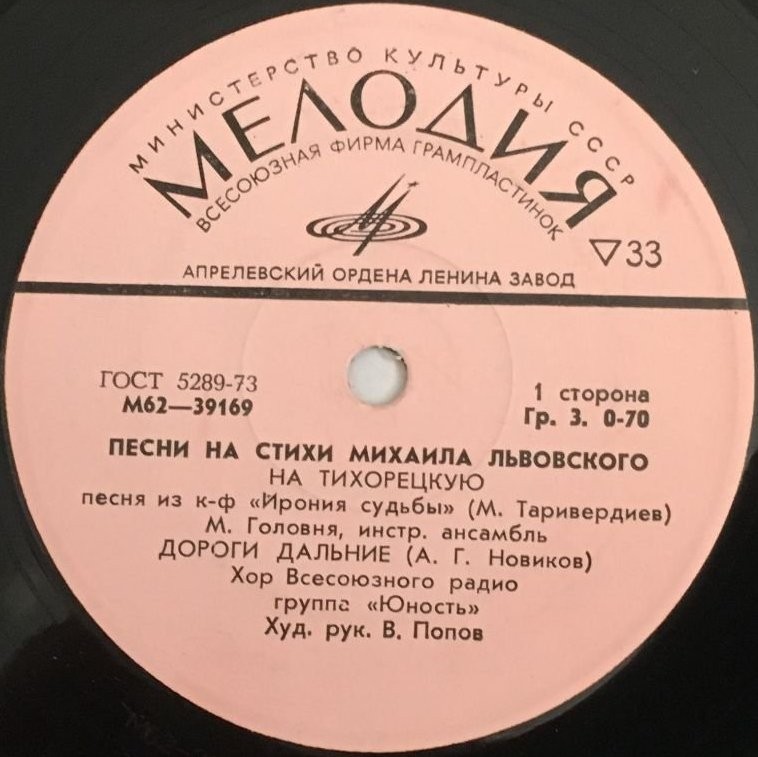 МИНИСТЕРСТВО КУЛЬТУРЫ СССР
МЕЛОДИЯ
ВСЕСОЮЗНАЯ ФИРМА ГРАМПЛАСТИНОК
▽33
АПРЕЛЕВСКИЙ ОРДЕНА ЛЕНИНА ЗАВОД
ГОСТ 5289-73
М62—39169
1 сторона
Гр. 3. 0-70
ПЕСНИ НА СТИХИ МИХАИЛА ЛЬВОВСКОГО
НА ТИХОРЕЦКУЮ
песня из к-ф «Ирония судьбы» (М. Таривердиев)
М. Головня, инстр. ансамбль
ДОРОГИ ДАЛЬНИЕ (А. Г. Новиков)
Хор Всесоюзного радио
группа «Юность»
Худ. рук. В. Попов